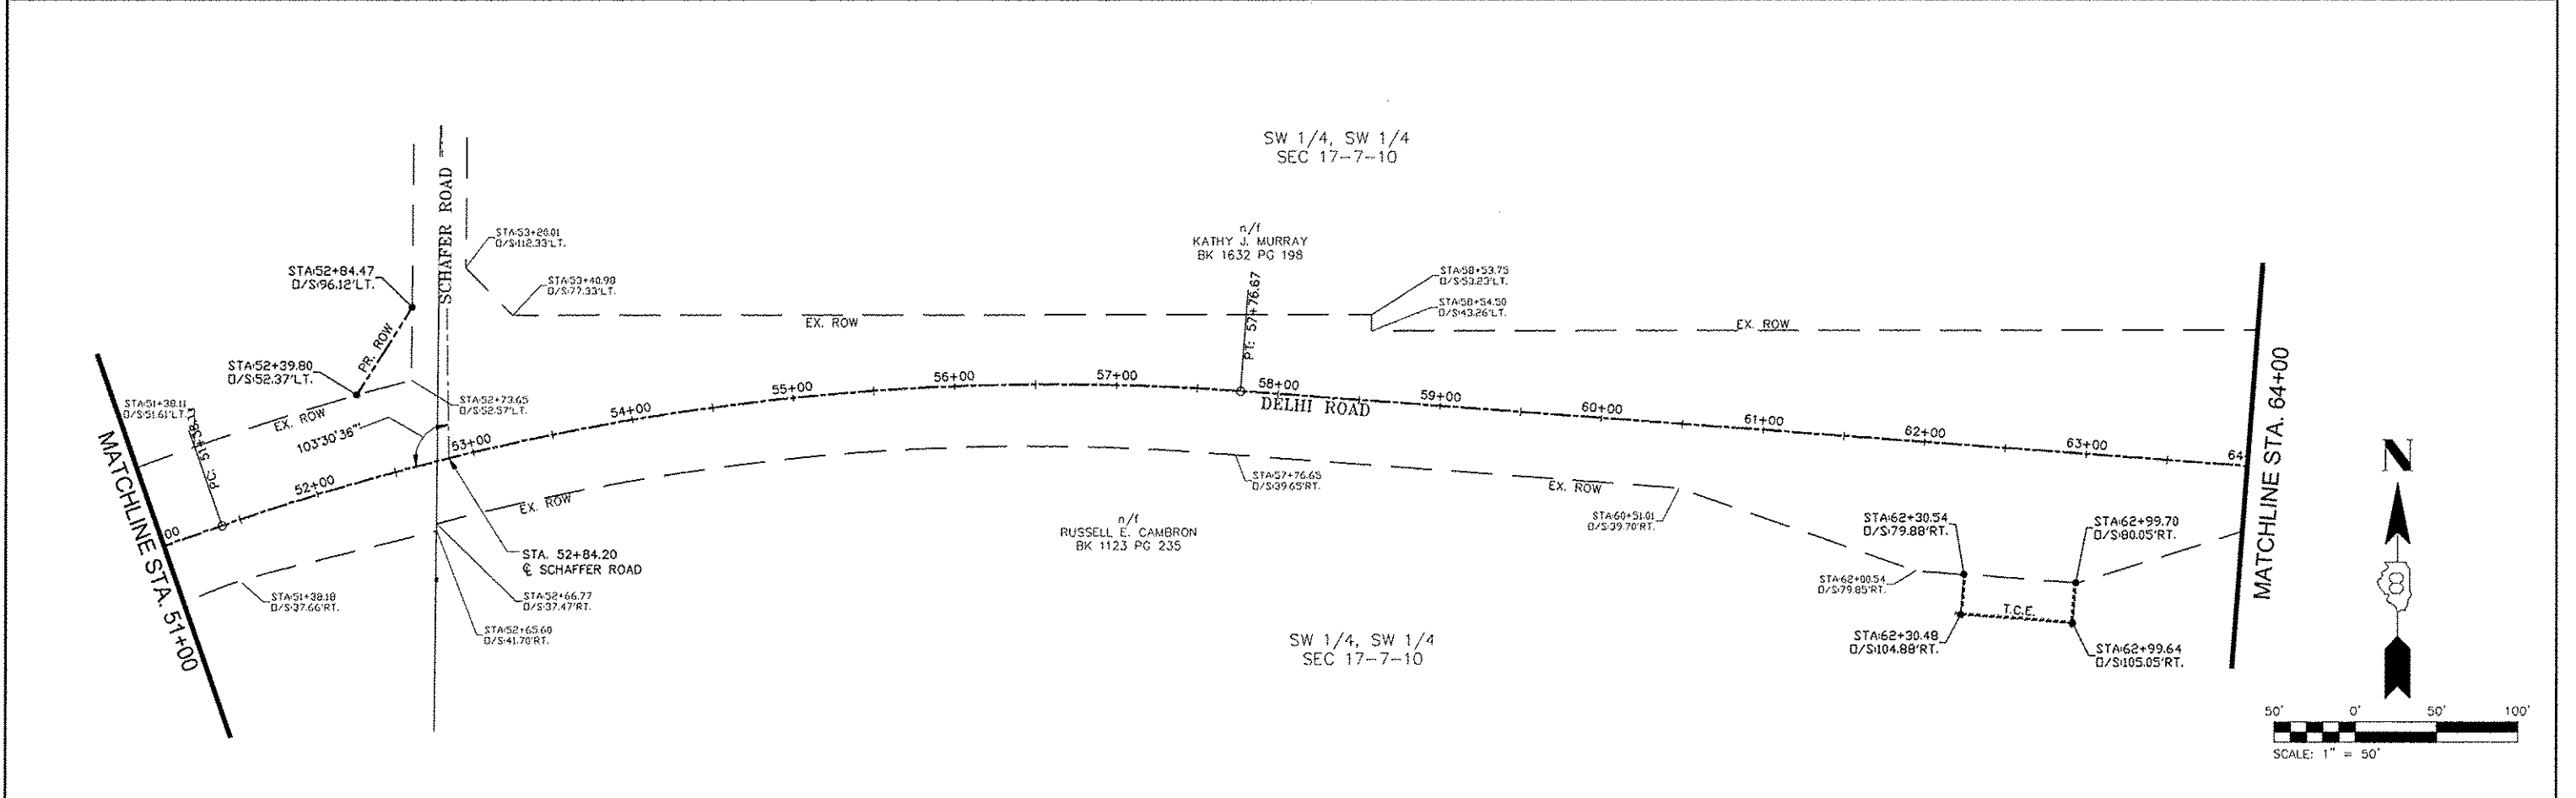 SW 1/4, SW 1/4
SEC 17-7-10
SCHAFER ROAD
STA:53+20.01
O/S:112.33'LT.
n/f
KATHY J. MURRAY
BK 1632 PG 198
STA:52+84.47
O/S:96.12'LT.
STA:53+40.98
O/S:77.33'LT.
STA:58+53.75
O/S:53.23'LT.
STA:58+54.50
O/S:43.26'LT.
PT: 57+76.67
EX. ROW
EX. ROW
PR. ROW
STA:52+39.80
O/S:52.37'LT.
STA:51+38.11
O/S:51.61'LT.
STA:52+73.65
O/S:52.57'LT.
EX. ROW
103°30'36"
PC: 51+38.13
00
52+00
53+00
54+00
55+00
56+00
57+00
58+00
59+00
60+00
61+00
62+00
63+00
64
DELHI ROAD
MATCHLINE STA. 51+00
MATCHLINE STA. 64+00
EX. ROW
EX. ROW
STA:57+76.65
O/S:39.65'RT.
STA:60+51.01
O/S:39.70'RT.
n/f
RUSSELL E. CAMBRON
BK 1123 PG 235
STA. 52+84.20
℄ SCHAFFER ROAD
STA:51+38.18
O/S:37.66'RT.
STA:52+66.77
O/S:37.47'RT.
STA:52+65.60
O/S:41.70'RT.
STA:62+30.54
O/S:79.88'RT.
STA:62+99.70
O/S:80.05'RT.
STA:62+00.54
O/S:79.85'RT.
T.C.E.
STA:62+30.48
O/S:104.88'RT.
STA:62+99.64
O/S:105.05'RT.
SW 1/4, SW 1/4
SEC 17-7-10
N
8
50' 0' 50' 100'
SCALE: 1" = 50'